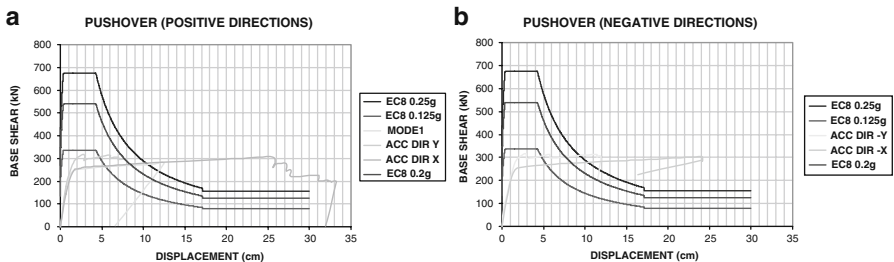 a
PUSHOVER (POSITIVE DIRECTIONS)
BASE SHEAR (kN)
800
700
600
500
400
300
200
100
0
0 5 10 15 20 25 30 35
DISPLACEMENT (cm)
EC8 0.25g
EC8 0.125g
MODE1
ACC DIR Y
ACC DIR X
EC8 0.2g
b
PUSHOVER (NEGATIVE DIRECTIONS)
BASE SHEAR (kN)
800
700
600
500
400
300
200
100
0
0 5 10 15 20 25 30 35
DISPLACEMENT (cm)
EC8 0.25g
EC8 0.125g
ACC DIR -Y
ACC DIR -X
EC8 0.2g